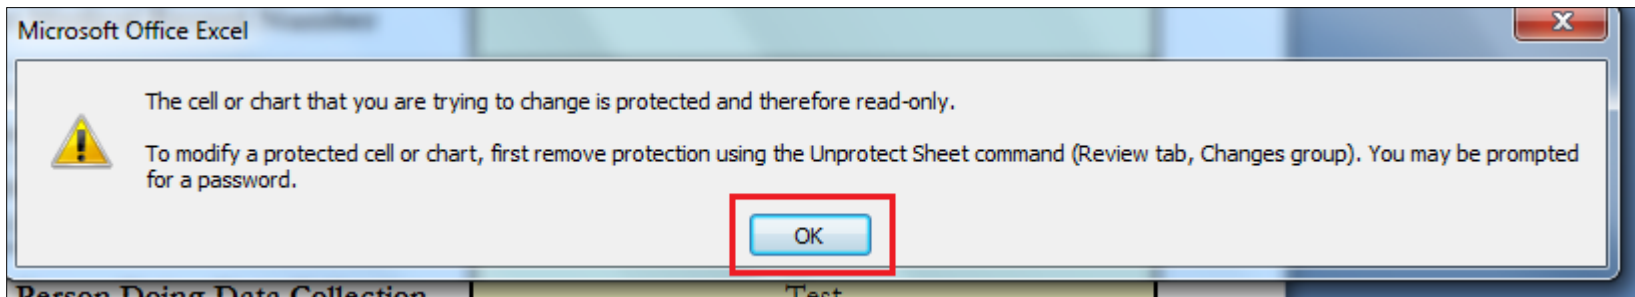 Number
Microsoft Office Excel
The cell or chart that you are trying to change is protected and therefore read-only.
To modify a protected cell or chart, first remove protection using the Unprotect Sheet command (Review tab, Changes group). You may be prompted
for a password.
OK
Person Doing Data Collection Test